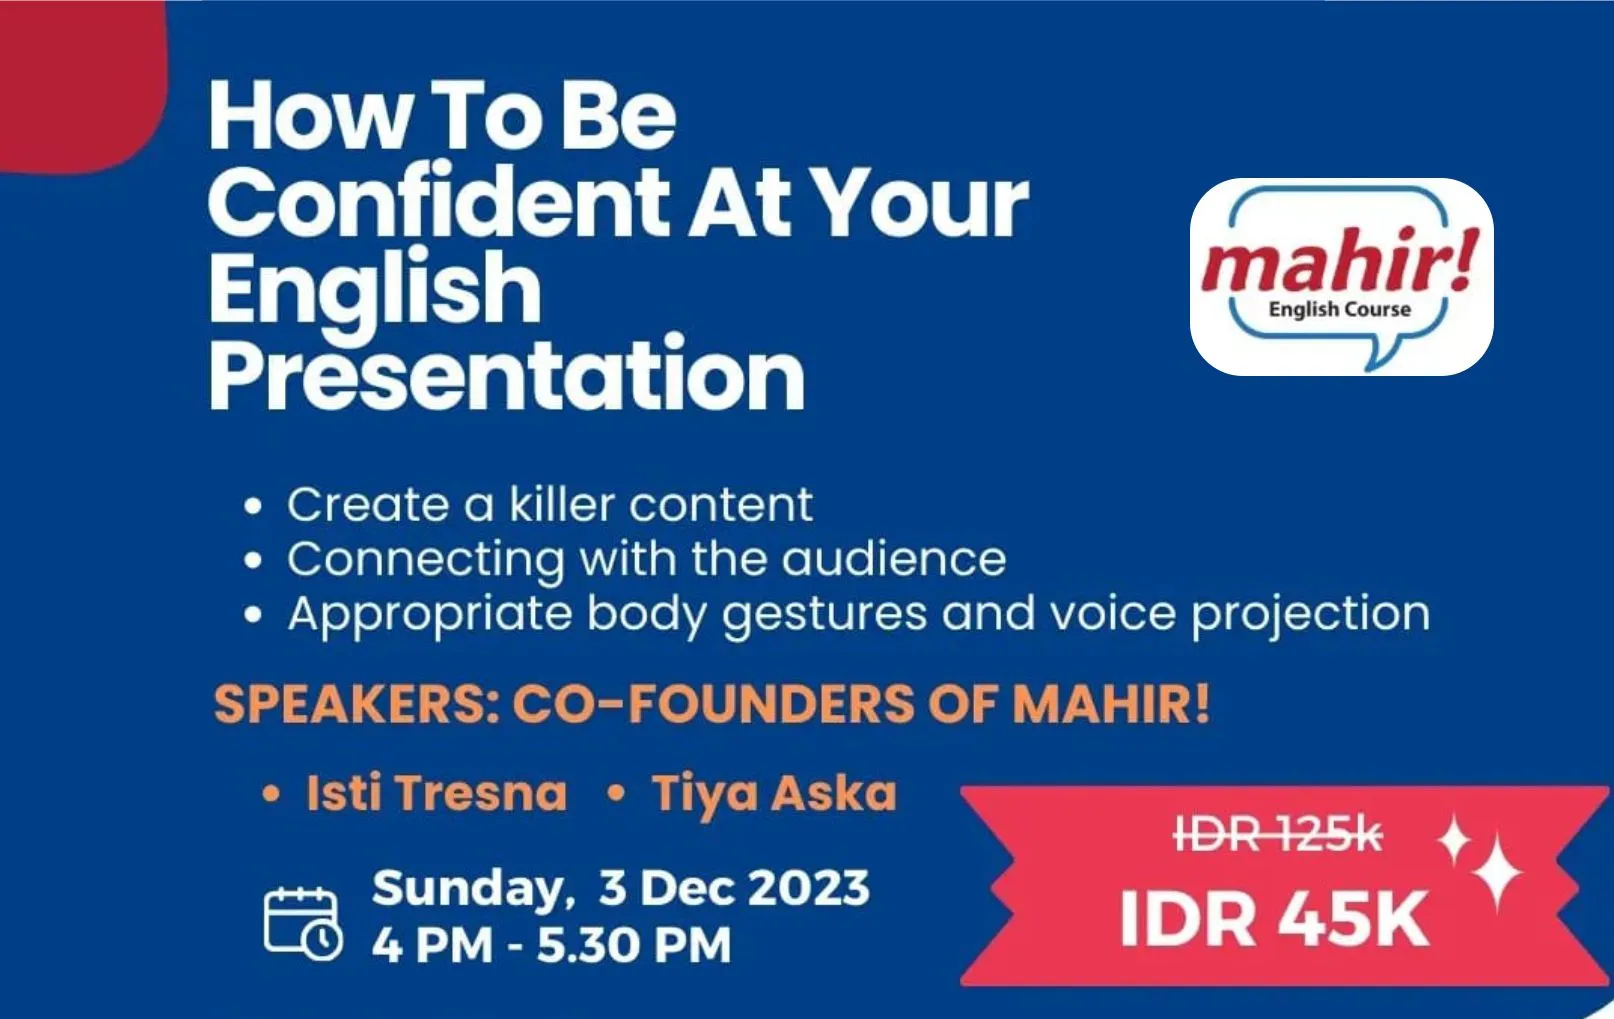 How To Be
Confident At Your
English
Presentation
mahir!
English Course
• Create a killer content
• Connecting with the audience
• Appropriate body gestures and voice projection
SPEAKERS: CO-FOUNDERS OF MAHIR!
• Isti Tresna • Tiya Aska
Sunday, 3 Dec 2023
4 PM - 5.30 PM
IDR 125k
IDR 45K